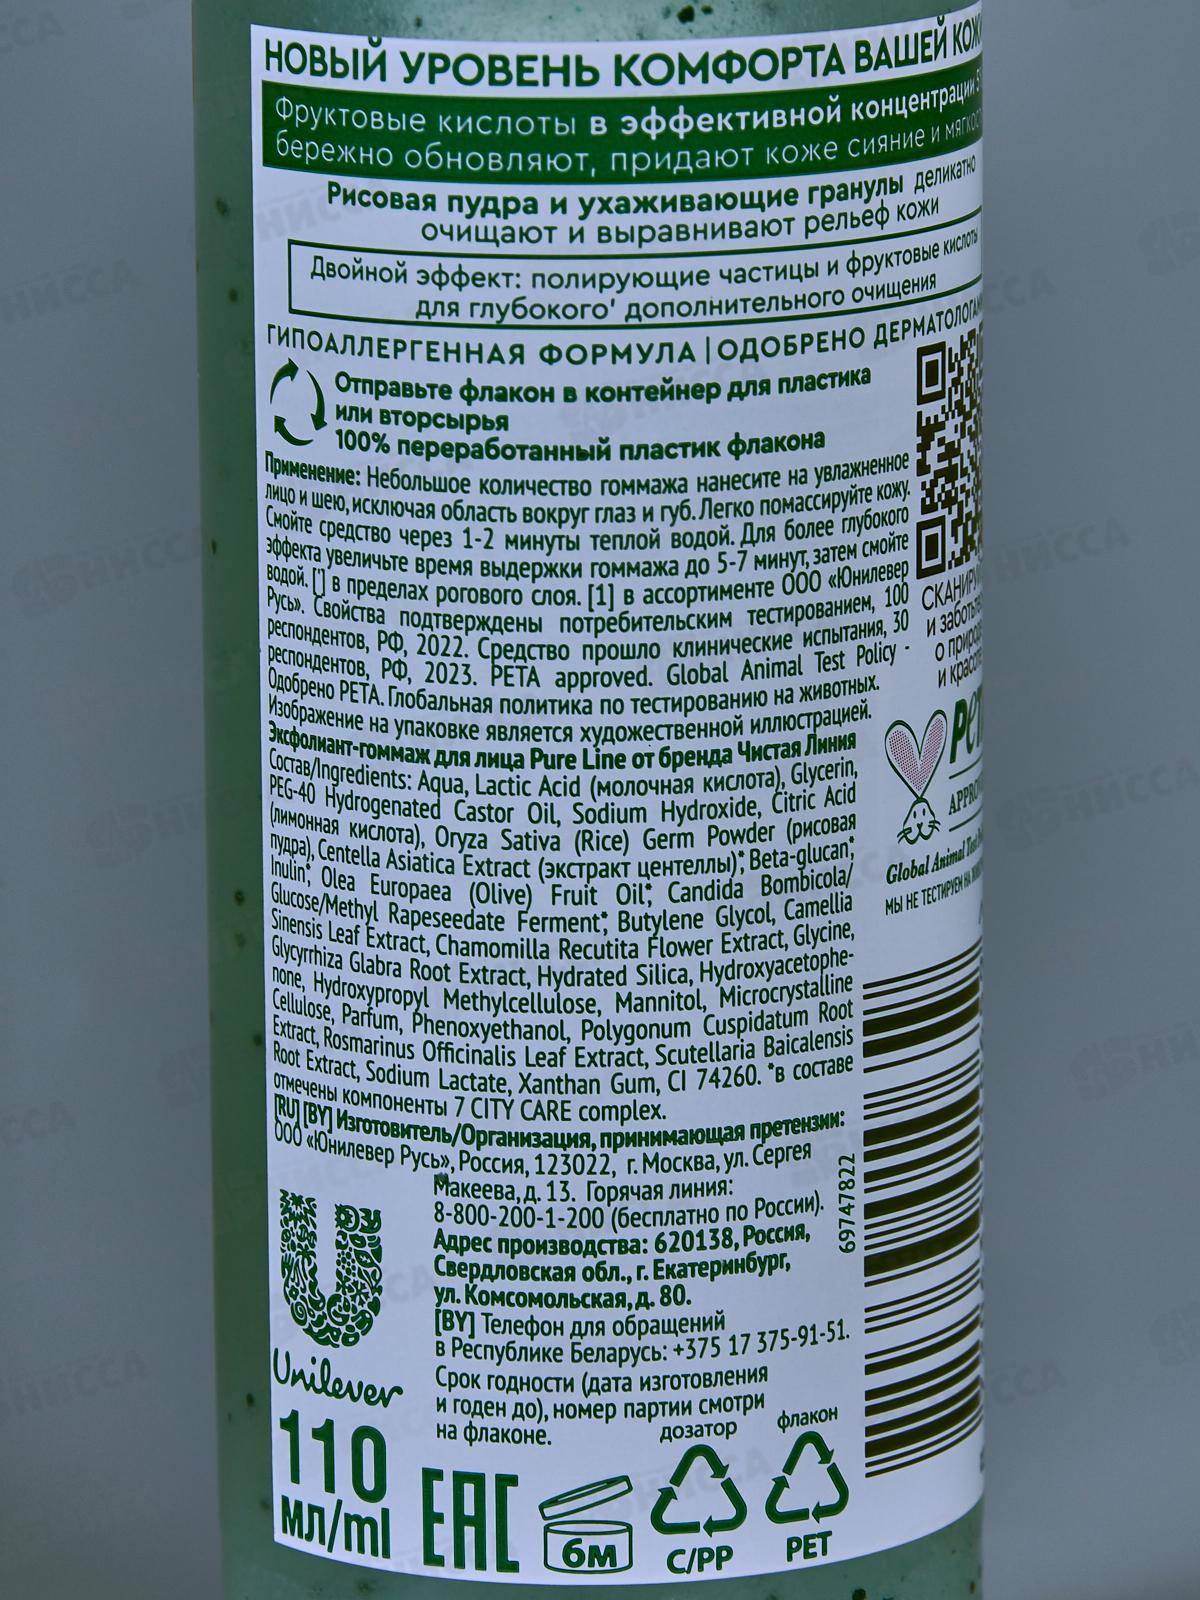 НОВЫЙ УРОВЕНЬ КОМФОРТА ВАШЕЙ
Фруктовые кислоты в эффективной концентрации
бережно обновляют, придают коже сияние и
Рисовая пудра и ухаживающие гранулы деликатно
очищают и выравнивают рельеф кожи
Двойной эффект: полирующие частицы и фруктовые кислоты
для глубокого' дополнительного очищения
ГИПОАЛЛЕРГЕННАЯ ФОРМУЛА | ОДОБРЕНО ДЕРМАТОЛОГАМИ
Отправьте флакон в контейнер для пластика
или вторсырья
100% переработанный пластик флакона
Применение: Небольшое количество гоммажа нанесите на увлажненное
лицо и шею, исключая область вокруг глаз и губ. Легко помассируйте кожу.
Смойте средство через 1-2 минуты теплой водой. Для более глубокого
эффекта увеличьте время выдержки гоммажа до 5-7 минут, затем смойте
водой. ['] в пределах рогового слоя. [1] в ассортименте ООО «Юнилевер
Русь». Свойства подтверждены потребительским тестированием, 100
респондентов, РФ, 2022. Средство прошло клинические испытания, 30
респондентов, РФ, 2023. PETA approved. Global Animal Test Policy -
Одобрено PETA. Глобальная политика по тестированию на животных.
Изображение на упаковке является художественной иллюстрацией.
Эксфолиант-гоммаж для лица Pure Line от бренда Чистая Линия
Состав/Ingredients: Aqua, Lactic Acid (молочная кислота), Glycerin,
PEG-40 Hydrogenated Castor Oil, Sodium Hydroxide, Citric Acid
(лимонная кислота), Oryza Sativa (Rice) Germ Powder (рисовая
пудра), Centella Asiatica Extract (экстракт центеллы)*, Beta-glucan*,
Inulin*, Olea Europaea (Olive) Fruit Oil*, Candida Bombicola/
Glucose/Methyl Rapeseedate Ferment*, Butylene Glycol, Camellia
Sinensis Leaf Extract, Chamomilla Recutita Flower Extract, Glycine,
Glycyrrhiza Glabra Root Extract, Hydrated Silica, Hydroxyacetophe-
none, Hydroxypropyl Methylcellulose, Mannitol, Microcrystalline
Cellulose, Parfum, Phenoxyethanol, Polygonum Cuspidatum Root
Extract, Rosmarinus Officinalis Leaf Extract, Scutellaria Baicalensis
Root Extract, Sodium Lactate, Xanthan Gum, CI 74260. *в составе
отмечены компоненты 7 CITY CARE complex.
[RU] [BY] Изготовитель/Организация, принимающая претензии:
ООО «Юнилевер Русь», Россия, 123022, г. Москва, ул. Сергея
Макеева, д. 13. Горячая линия:
8-800-200-1-200 (бесплатно по России).
Адрес производства: 620138, Россия,
Свердловская обл., г. Екатеринбург,
ул. Комсомольская, д. 80.
[BY] Телефон для обращений
в Республике Беларусь: +375 17 375-91-51.
Срок годности (дата изготовления
и годен до), номер партии смотри
на флаконе.
Unilever
110
мл/ml
EAC
6м
дозатор
C/PP
флакон
PET
69747822
СКАНИРУЙ
и заботьтесь
о природе
и красоте
PETA
APPROVED
Global Animal Test
МЫ НЕ ТЕСТИРУЕМ НА
НИССА